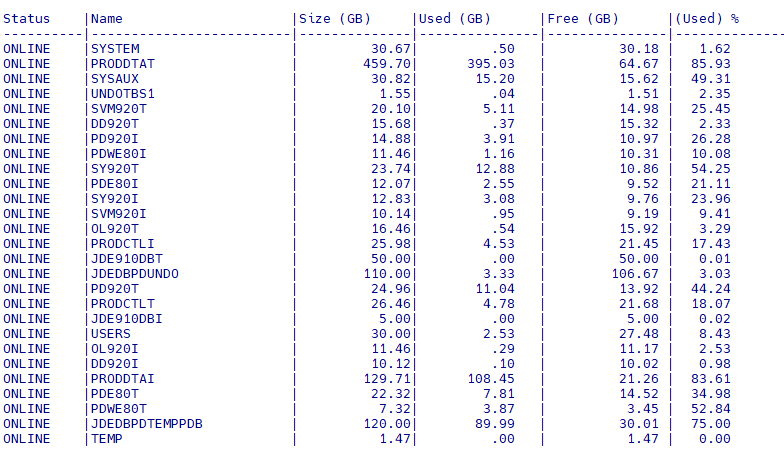 Status    |Name                     |Size (GB)     |Used (GB)      |Free (GB)      |(Used) %
----------|-------------------------|--------------|---------------|---------------|--------------
ONLINE    |SYSTEM                   |         30.67|         .50   |         30.18 |   1.62
ONLINE    |PRODDTAT                 |        459.70|      395.03   |         64.67 |  85.93
ONLINE    |SYSAUX                   |         30.82|       15.20   |         15.62 |  49.31
ONLINE    |UNDOTBS1                 |          1.55|         .04   |          1.51 |   2.35
ONLINE    |SVM920T                  |         20.10|        5.11   |         14.98 |  25.45
ONLINE    |DD920T                   |         15.68|         .37   |         15.32 |   2.33
ONLINE    |PD920I                   |         14.88|        3.91   |         10.97 |  26.28
ONLINE    |PDWE80I                  |         11.46|        1.16   |         10.31 |  10.08
ONLINE    |SY920T                   |         23.74|       12.88   |         10.86 |  54.25
ONLINE    |PDE80I                   |         12.07|        2.55   |          9.52 |  21.11
ONLINE    |SY920I                   |         12.83|        3.08   |          9.76 |  23.96
ONLINE    |SVM920I                  |         10.14|         .95   |          9.19 |   9.41
ONLINE    |OL920T                   |         16.46|         .54   |         15.92 |   3.29
ONLINE    |PRODCTLI                 |         25.98|        4.53   |         21.45 |  17.43
ONLINE    |JDE910DBT                |         50.00|         .00   |         50.00 |   0.01
ONLINE    |JDEDBPDUNDO              |        110.00|        3.33   |        106.67 |   3.03
ONLINE    |PD920T                   |         24.96|       11.04   |         13.92 |  44.24
ONLINE    |PRODCTLT                 |         26.46|        4.78   |         21.68 |  18.07
ONLINE    |JDE910DBI                |          5.00|         .00   |          5.00 |   0.02
ONLINE    |USERS                    |         30.00|        2.53   |         27.48 |   8.43
ONLINE    |OL920I                   |         11.46|         .29   |         11.17 |   2.53
ONLINE    |DD920I                   |         10.12|         .10   |         10.02 |   0.98
ONLINE    |PRODDTAI                 |        129.71|      108.45   |         21.26 |  83.61
ONLINE    |PDE80T                   |         22.32|        7.81   |         14.52 |  34.98
ONLINE    |PDWE80T                  |          7.32|        3.87   |          3.45 |  52.84
ONLINE    |JDEDBPDTEMPPDB           |        120.00|       89.99   |         30.01 |  75.00
ONLINE    |TEMP                     |          1.47|         .00   |          1.47 |   0.00